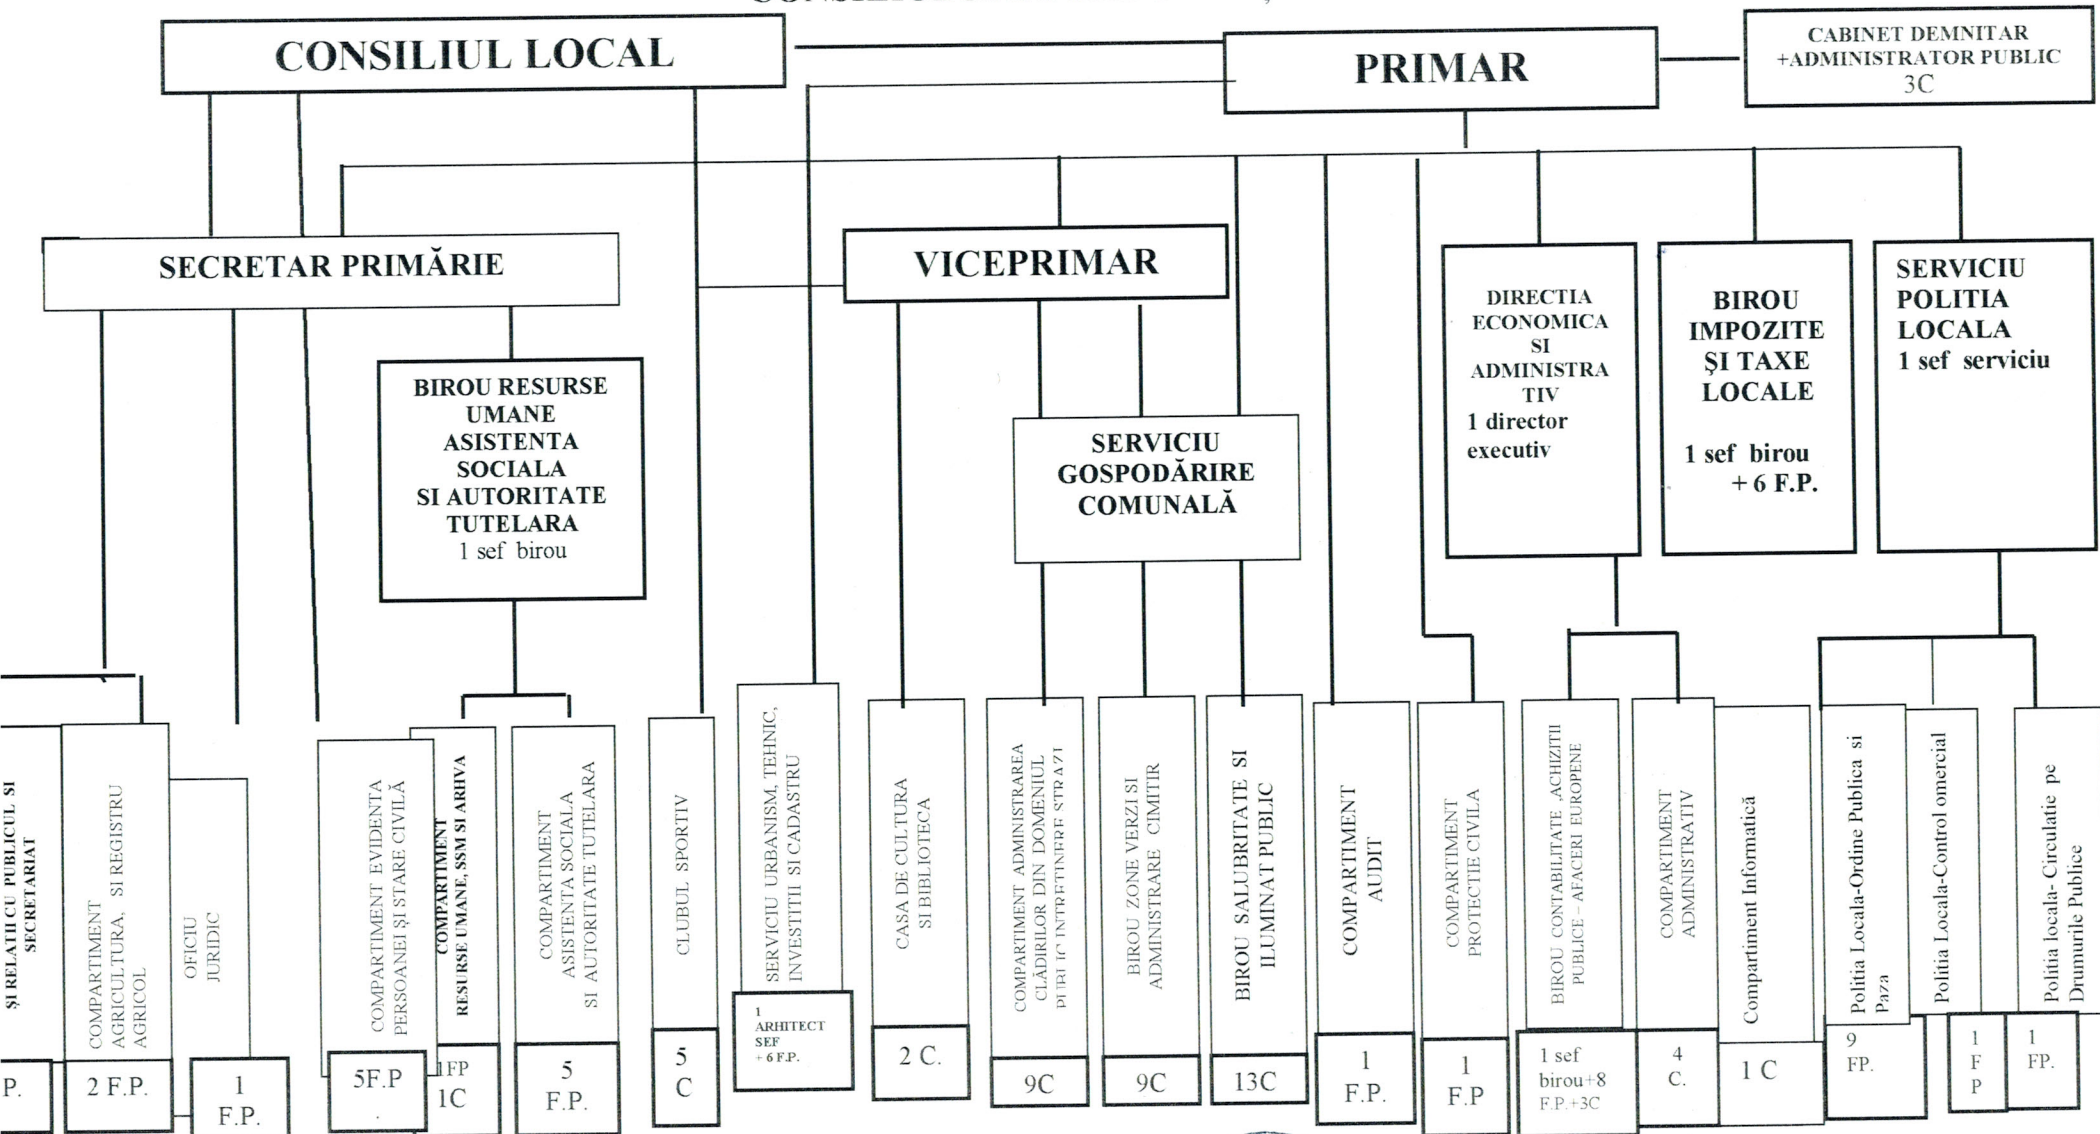 CONSILIUL LOCAL
PRIMAR
CABINET DEMNITAR
+ADMINISTRATOR PUBLIC
3C
SECRETAR PRIMĂRIE
VICEPRIMAR
DIRECTIA
ECONOMICA
SI
ADMINISTRA
TIV
1 director
executiv
BIROU
IMPOZITE
ŞI TAXE
LOCALE
1 sef birou
+ 6 F.P.
SERVICIU
POLITIA
LOCALA
1 sef serviciu
BIROU RESURSE
UMANE
ASISTENTA
SOCIALA
SI AUTORITATE
TUTELARA
1 sef birou
SERVICIU
GOSPODĂRIRE
COMUNALĂ
ŞI RELATII CU PUBLICUL SI
SECRETARIAT
P.
COMPARTIMENT
AGRICULTURA, SI REGISTRU
AGRICOL
2 F.P.
OFICIU
JURIDIC
1
F.P.
COMPARTIMENT EVIDENTA
PERSOANEI ŞI STARE CIVILĂ
5F.P
.
COMPARTIMENT
RESURSE UMANE, SSM SI ARIVA
1FP
1C
COMPARTIMENT
ASISTENTA SOCIALA
SI AUTORITATE TUTELARA
5
F.P.
CLUBUL SPORTIV
5
C
SERVICIU URBANISM, TEHNIC,
INVESTITII SI CADASTRU
1
ARHITECT
SEF
+ 6 F.P.
CASA DE CULTURA
SI BIBLIOTECA
2 C.
COMPARTIMENT ADMINISTRAREA
CLĂDIRILOR DIN DOMENIUL
PUBLIC INTRETINERE STRAZI
9C
BIROU ZONE VERZI SI
ADMINISTRARE CIMITIR
9C
BIROU SALUBRITATE SI
ILUMINAT PUBLIC
13C
COMPARTIMENT
AUDIT
1
F.P.
COMPARTIMENT
PROTECTIE CIVILA
1
F.P
BIROU CONTABILITATE ,ACHIZITII
PUBLICE – AFACERI EUROPENE
1 sef
birou+8
F.P.+3C
COMPARTIMENT
ADMINISTRATIV
4
C.
Compartiment Informatică
1 C
Politia Locala-Ordine Publica si
Paza
9
FP.
Politia Locala-Control omercial
1
F
P
Politia locala- Circulatie pe
Drumurile Publice
1
FP.